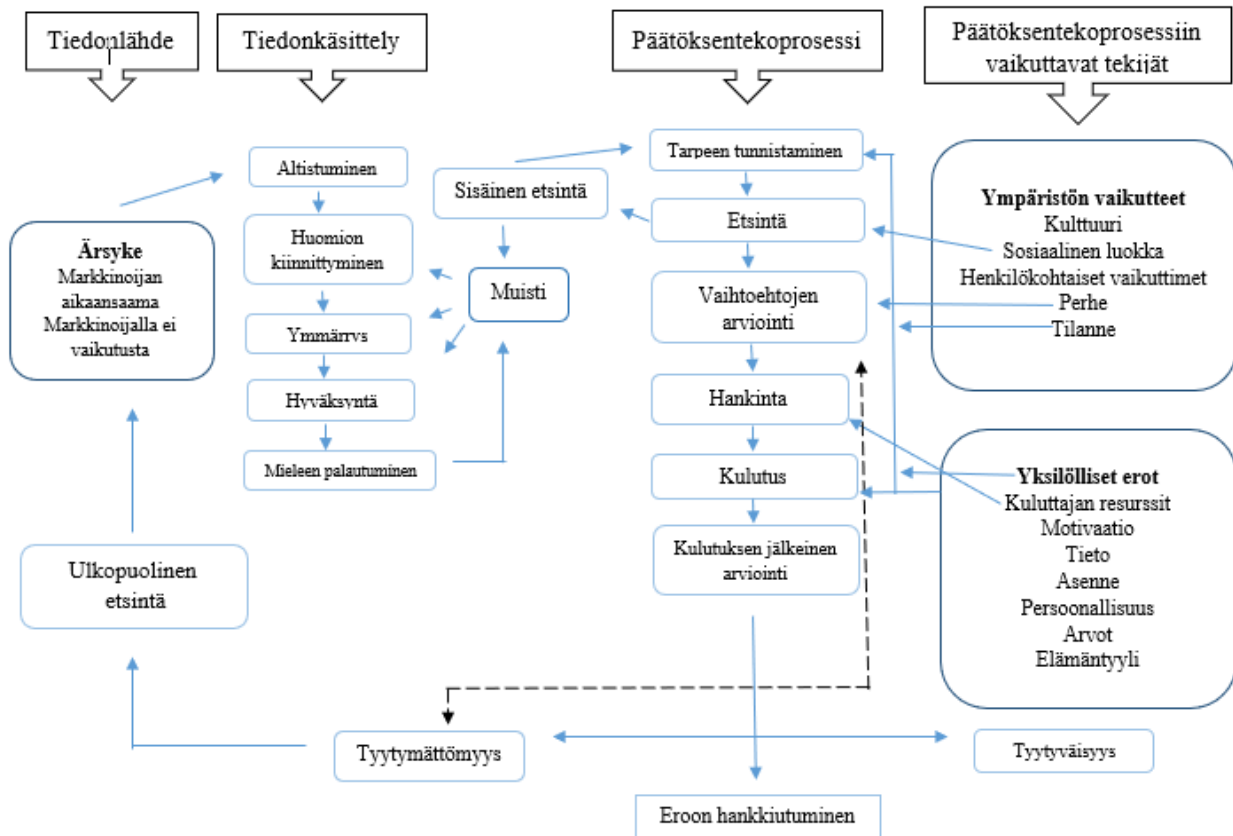 Tiedonlähde
Tiedonkäsittely
Päätöksentekoprosessi
Päätöksentekoprosessiin
vaikuttavat tekijät
Ärsyke
Markkinoijan
aikaansaama
Markkinoijalla ei
vaikutusta
Ulkopuolinen
etsintä
Altistuminen
Huomion
kiinnittyminen
Ymmärrys
Hyväksyntä
Mieleen palautuminen
Sisäinen etsintä
Muisti
Tarpeen tunnistaminen
Etsintä
Vaihtoehtojen
arviointi
Hankinta
Kulutus
Kulutuksen jälkeinen
arviointi
Ympäristön vaikutteet
Kulttuuri
Sosiaalinen luokka
Henkilökohtaiset vaikuttimet
Perhe
Tilanne
Yksilölliset erot
Kuluttajan resurssit
Motivaatio
Tieto
Asenne
Persoonallisuus
Arvot
Elämäntyyli
Tyytymättömyys
Tyytyväisyys
Eroon hankkiutuminen